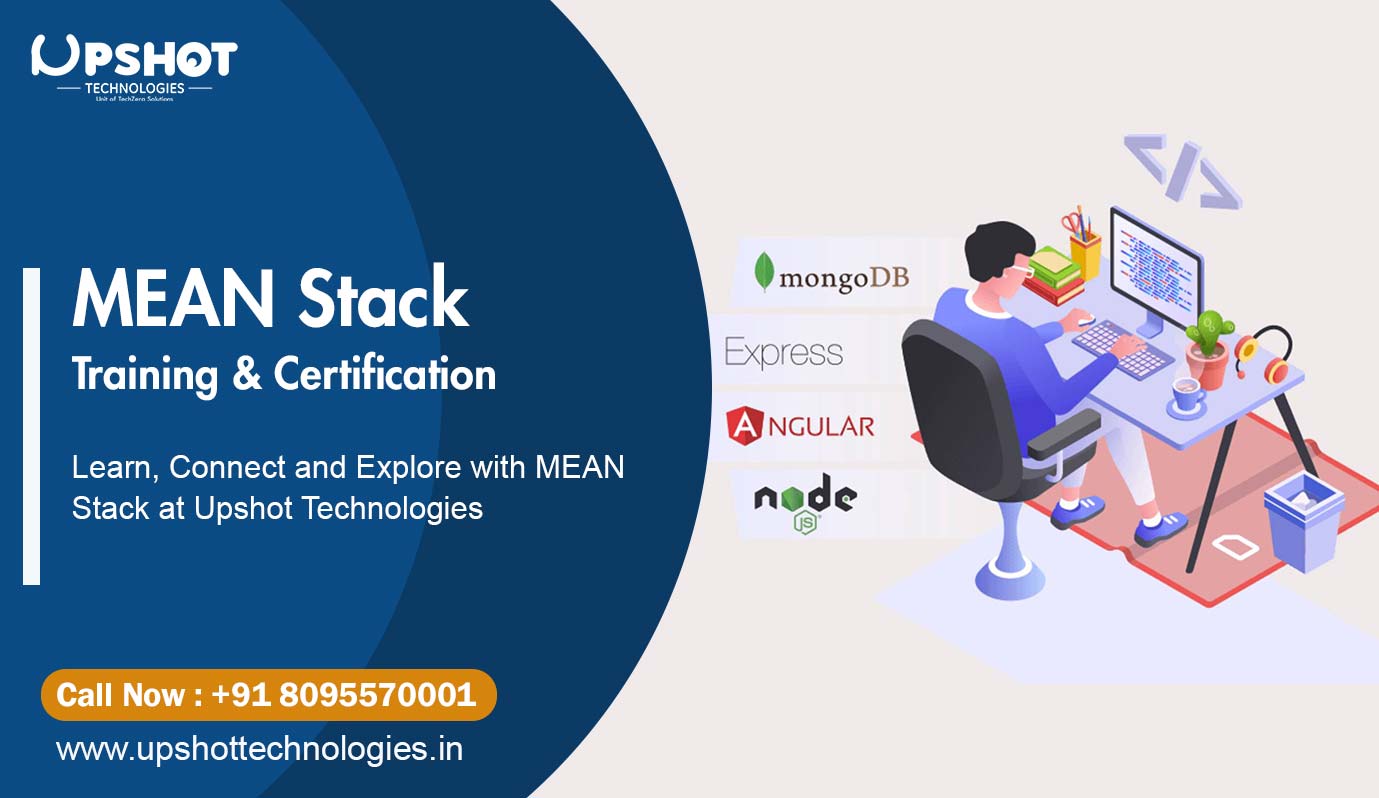 UPSHOT
TECHNOLOGIES
Unit of TechZero Solutions
MEAN Stack
Training & Certification
Learn, Connect and Explore with MEAN
Stack at Upshot Technologies
Call Now : +91 8095570001
www.upshottechnologies.in
mongoDB
Express
ANGULAR
node
JS